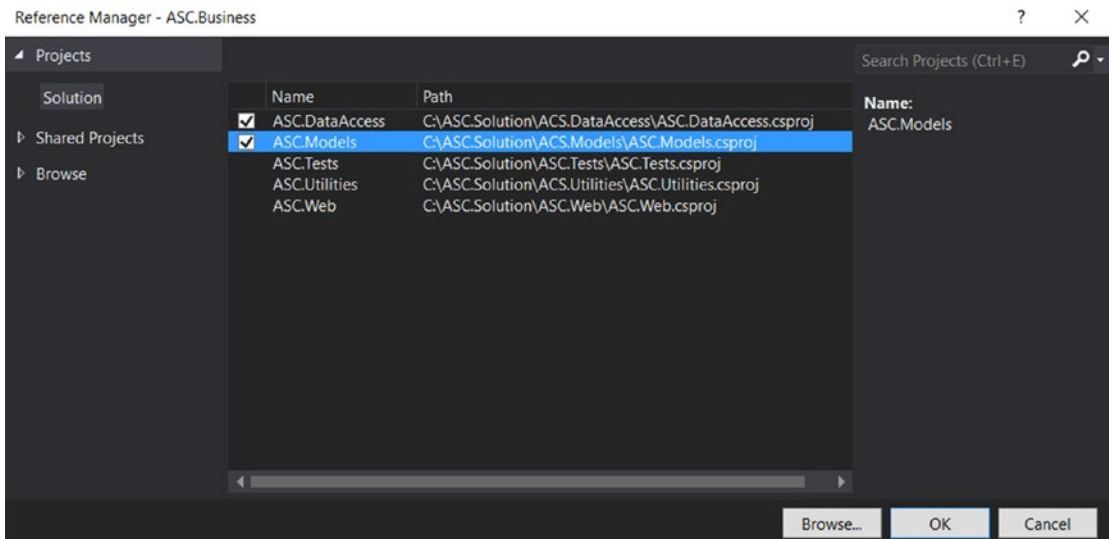 Reference Manager - ASC.Business ? ×
Projects
Search Projects (Ctrl+E)
Solution
Shared Projects
Browse
Name Path
ASC.DataAccess C:\ASC.Solution\ACS.DataAccess\ASC.DataAccess.csproj
ASC.Models C:\ASC.Solution\ACS.Models\ASC.Models.csproj
ASC.Tests C:\ASC.Solution\ASC.Tests\ASC.Tests.csproj
ASC.Utilities C:\ASC.Solution\ACS.Utilities\ASC.Utilities.csproj
ASC.Web C:\ASC.Solution\ASC.Web\ASC.Web.csproj
Name:
ASC.Models
Browse... OK Cancel